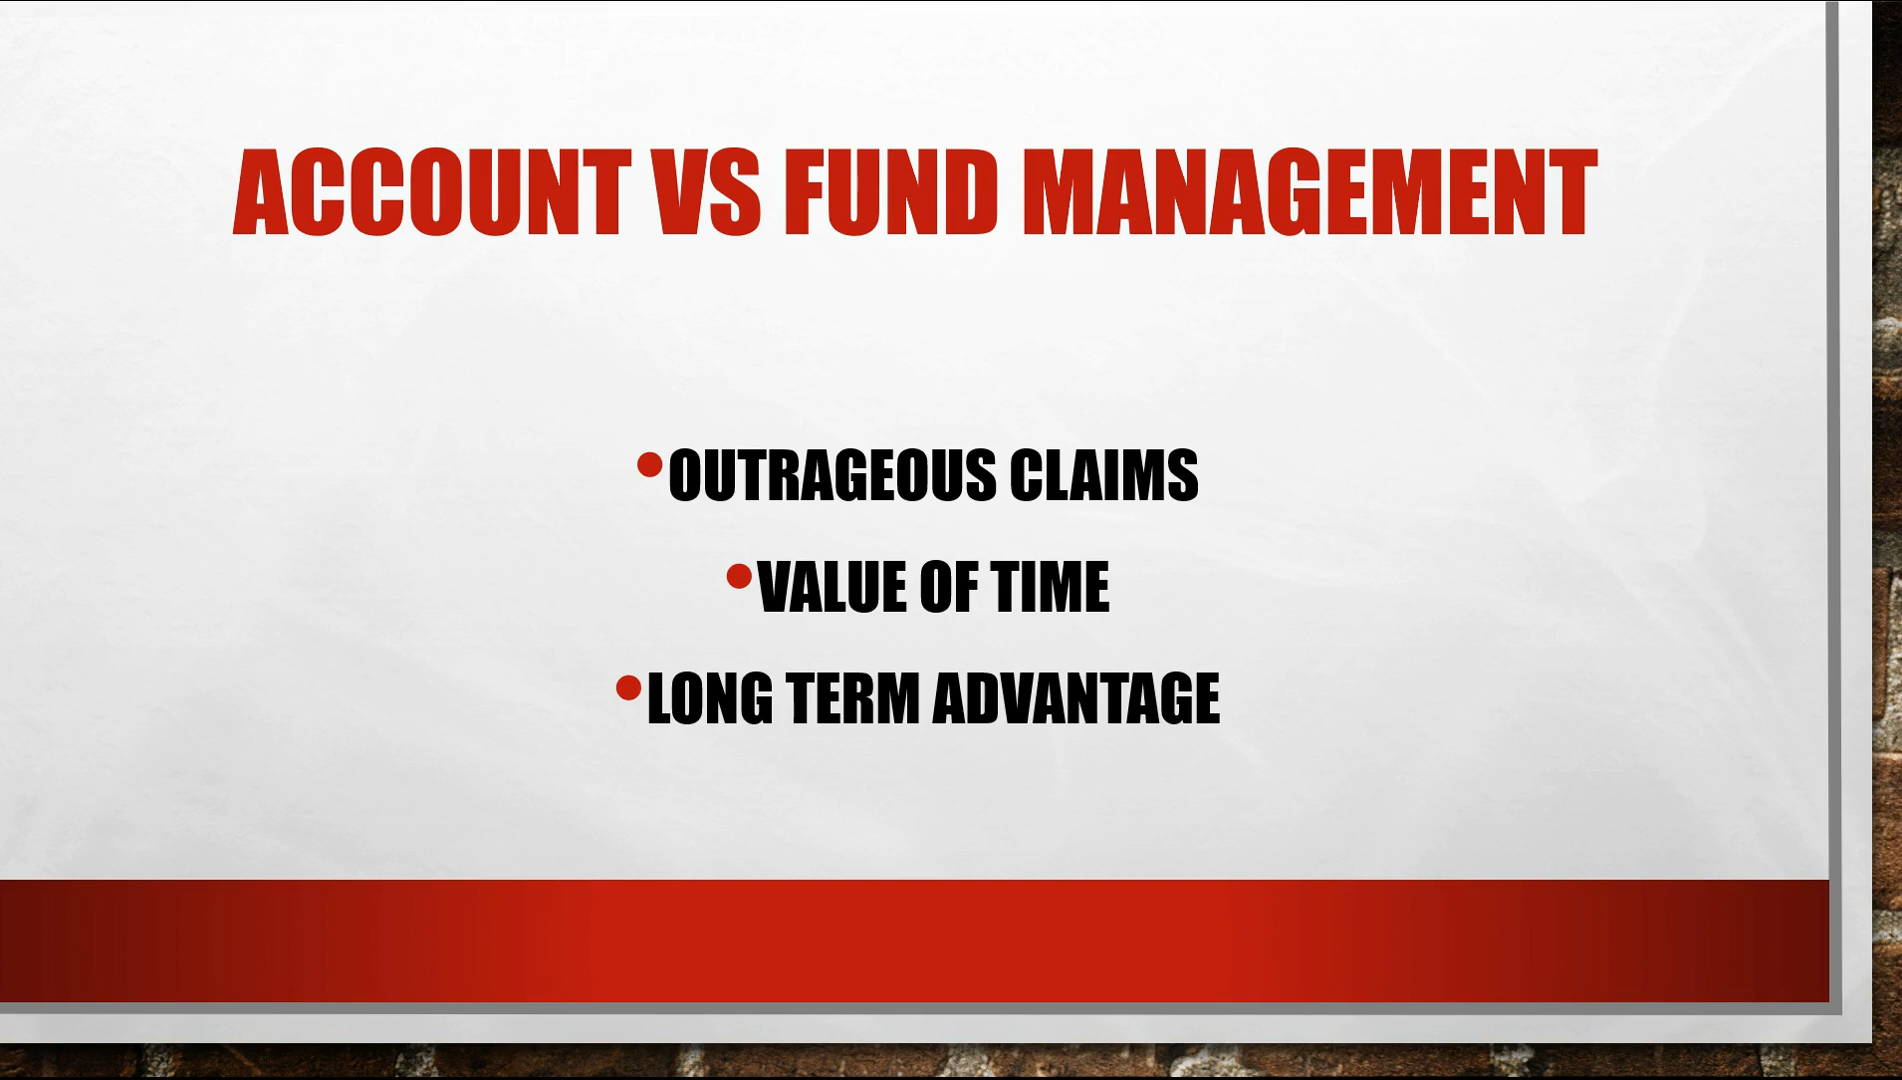 ACCOUNT VS FUND MANAGEMENT
•OUTRAGEOUS CLAIMS
•VALUE OF TIME
•LONG TERM ADVANTAGE